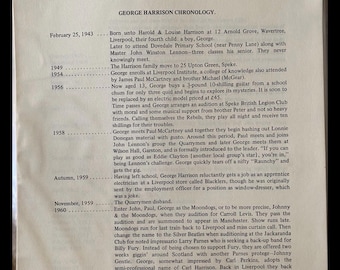 GEORGE HARRISON CHRONOLOGY.
February 25, 1943 - Born unto Harold & Louise Harrison at 12 Arnold Grove, Wavertree,
Liverpool, their fourth child: a boy, George.
Later to attend Dovedale Primary School (near Penny Lane) along with
Master John Winston Lennon--three classes his senior. They never
knowingly meet.
1949 The Harrison family move to 25 Upton Green, Speke.
1954 George enrolls at Liverpool Institute, a college of knowledge also attended
by James Paul McCartney and brother Michael (McGear).
1956 Now aged 13, George buys a 3-pound 10-shilling guitar from a school
chum for three only quid and begins to explore its mysteries. It is soon to
be replaced by an electric model priced at £45.
Time passes and George arranges an audition at Speke British Legion Club
with moral and some musical support from brother Peter and not so heavy
friends. Calling themselves the Rebels, they play all night and receive ten
shillings for their troubles.
1958 George meets Paul McCartney and together they begin bashing out Lonnie
Donegan material with gusto. Around this period, Paul meets and joins
John Lennon's group the Quarrymen and later George meets them at
Wilson Hall, Garston, and is formally introduced to the leader. "If you can
play as good as Eddie Clayton (another local group's star), you're in,"
being Lennon's challenge. George quickly tears off a nifty "Raunchy" and
gets the gig.
Autumn, 1959 Having left school, George Harrison reluctantly gets a job as an apprentice
electrician at a Liverpool store called Blacklers, though he was originally
sent by the employment officer for a position as window-dresser, which
was a joke.
November, 1959 The Quarrymen disband.
1960 Enter John, Paul, George as the Moondogs, or to be more precise, Johnny
& the Moondogs, when they audition for Carroll Levis. They pass the
audition and are summoned to appear in Manchester. Show runs late.
Moondogs run for last train back to Liverpool and miss curtain call. Then
change the name to the Silver Beatles when auditioning at the Jackaranda
Club for noted impresario Larry Parnes who is seeking a back-up band for
Billy Fury. Instead of being chosen to support Fury, they are offered two
weeks giggin' around Scotland with another Parnes protege--Johnny
Gentle. George, somewhat impressed by Carl Perkins, adopts the
semi-professional name of Carl Harrison. Back in Liverpool they back